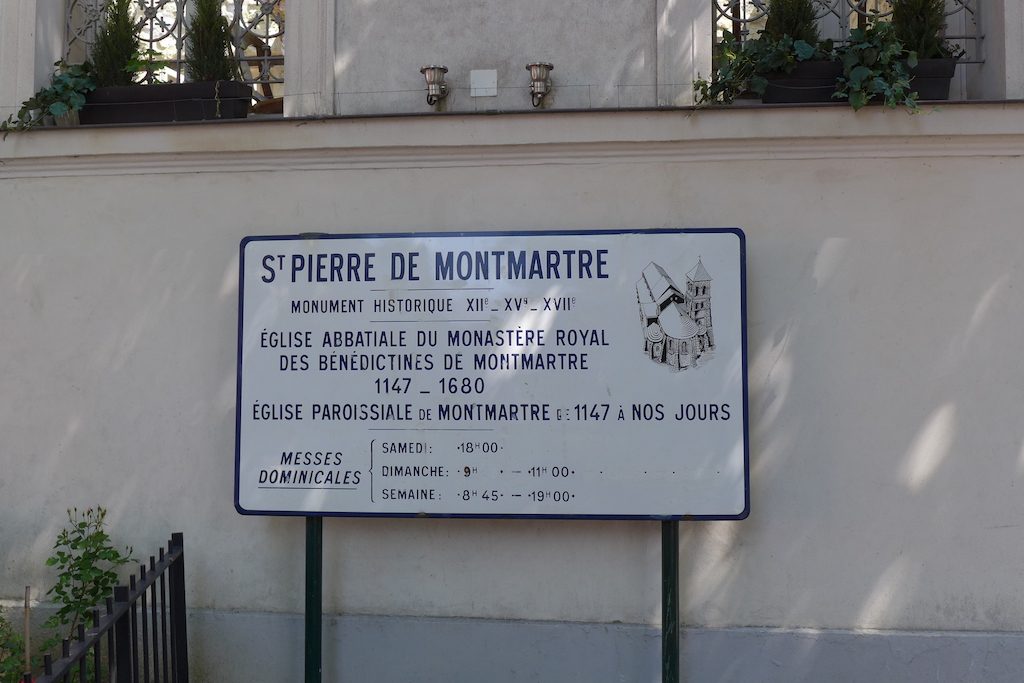 ST PIERRE DE MONTMARTRE
MONUMENT HISTORIQUE XIIe _ XVe _ XVIIe
ÉGLISE ABBATIALE DU MONASTÈRE ROYAL
DES BÉNÉDICTINES DE MONTMARTRE
1147 _ 1680
ÉGLISE PAROISSIALE DE MONTMARTRE DE 1147 À NOS JOURS
MESSES
DOMINICALES
SAMEDI: ·18H00·
DIMANCHE: ·9H · – ·11H00·
SEMAINE: ·8H45· – ·19H00·